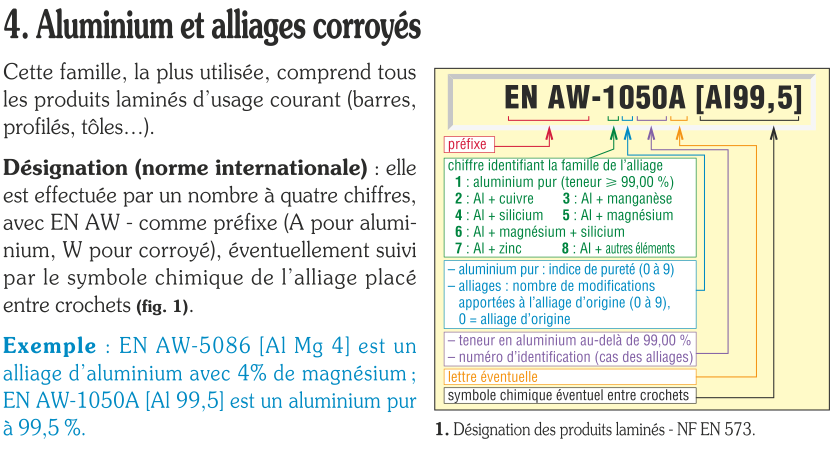 4. Aluminium et alliages corroyés
Cette famille, la plus utilisée, comprend tous
les produits laminés d'usage courant (barres,
profilés, tôles…).
Désignation (norme internationale) : elle
est effectuée par un nombre à quatre chiffres,
avec EN AW - comme préfixe (A pour alumi-
nium, W pour corroyé), éventuellement suivi
par le symbole chimique de l'alliage placé
entre crochets (fig. 1).
Exemple : EN AW-5086 [Al Mg 4] est un
alliage d'aluminium avec 4% de magnésium ;
EN AW-1050A [Al 99,5] est un aluminium pur
à 99,5 %.
EN AW-1050A [Al99,5]
préfixe
chiffre identifiant la famille de l'alliage
1 : aluminium pur (teneur ⩾ 99,00 %)
2 : Al + cuivre 3 : Al + manganèse
4 : Al + silicium 5 : Al + magnésium
6 : Al + magnésium + silicium
7 : Al + zinc 8 : Al + autres éléments
– aluminium pur : indice de pureté (0 à 9)
– alliages : nombre de modifications
apportées à l'alliage d'origine (0 à 9),
0 = alliage d'origine
– teneur en aluminium au-delà de 99,00 %
– numéro d'identification (cas des alliages)
lettre éventuelle
symbole chimique éventuel entre crochets
1. Désignation des produits laminés - NF EN 573.